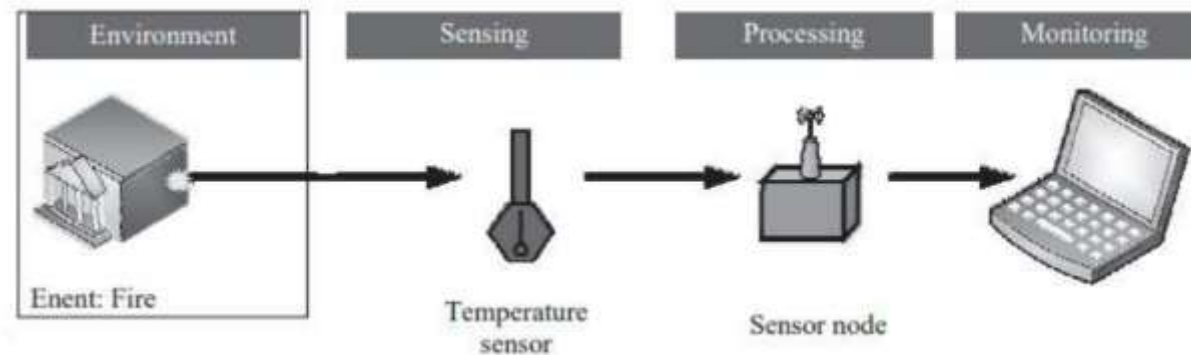 Environment
Sensing
Processing
Monitoring
Enent: Fire
Temperature
sensor
Sensor node